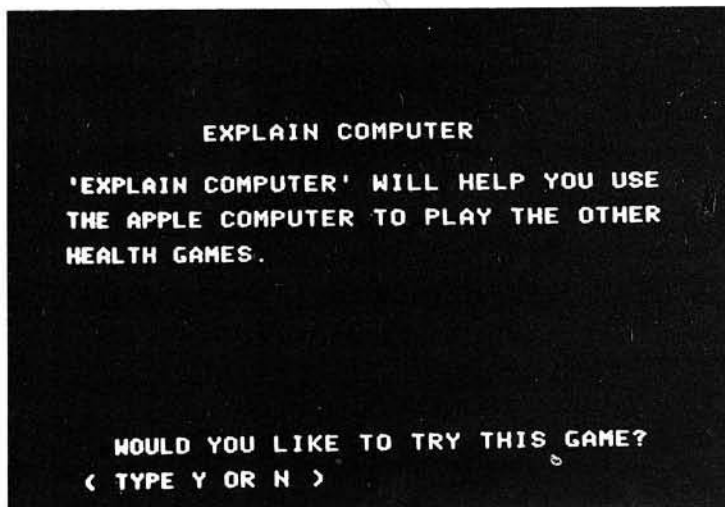 EXPLAIN COMPUTER
'EXPLAIN COMPUTER' WILL HELP YOU USE
THE APPLE COMPUTER TO PLAY THE OTHER
HEALTH GAMES.
WOULD YOU LIKE TO TRY THIS GAME?
( TYPE Y OR N )